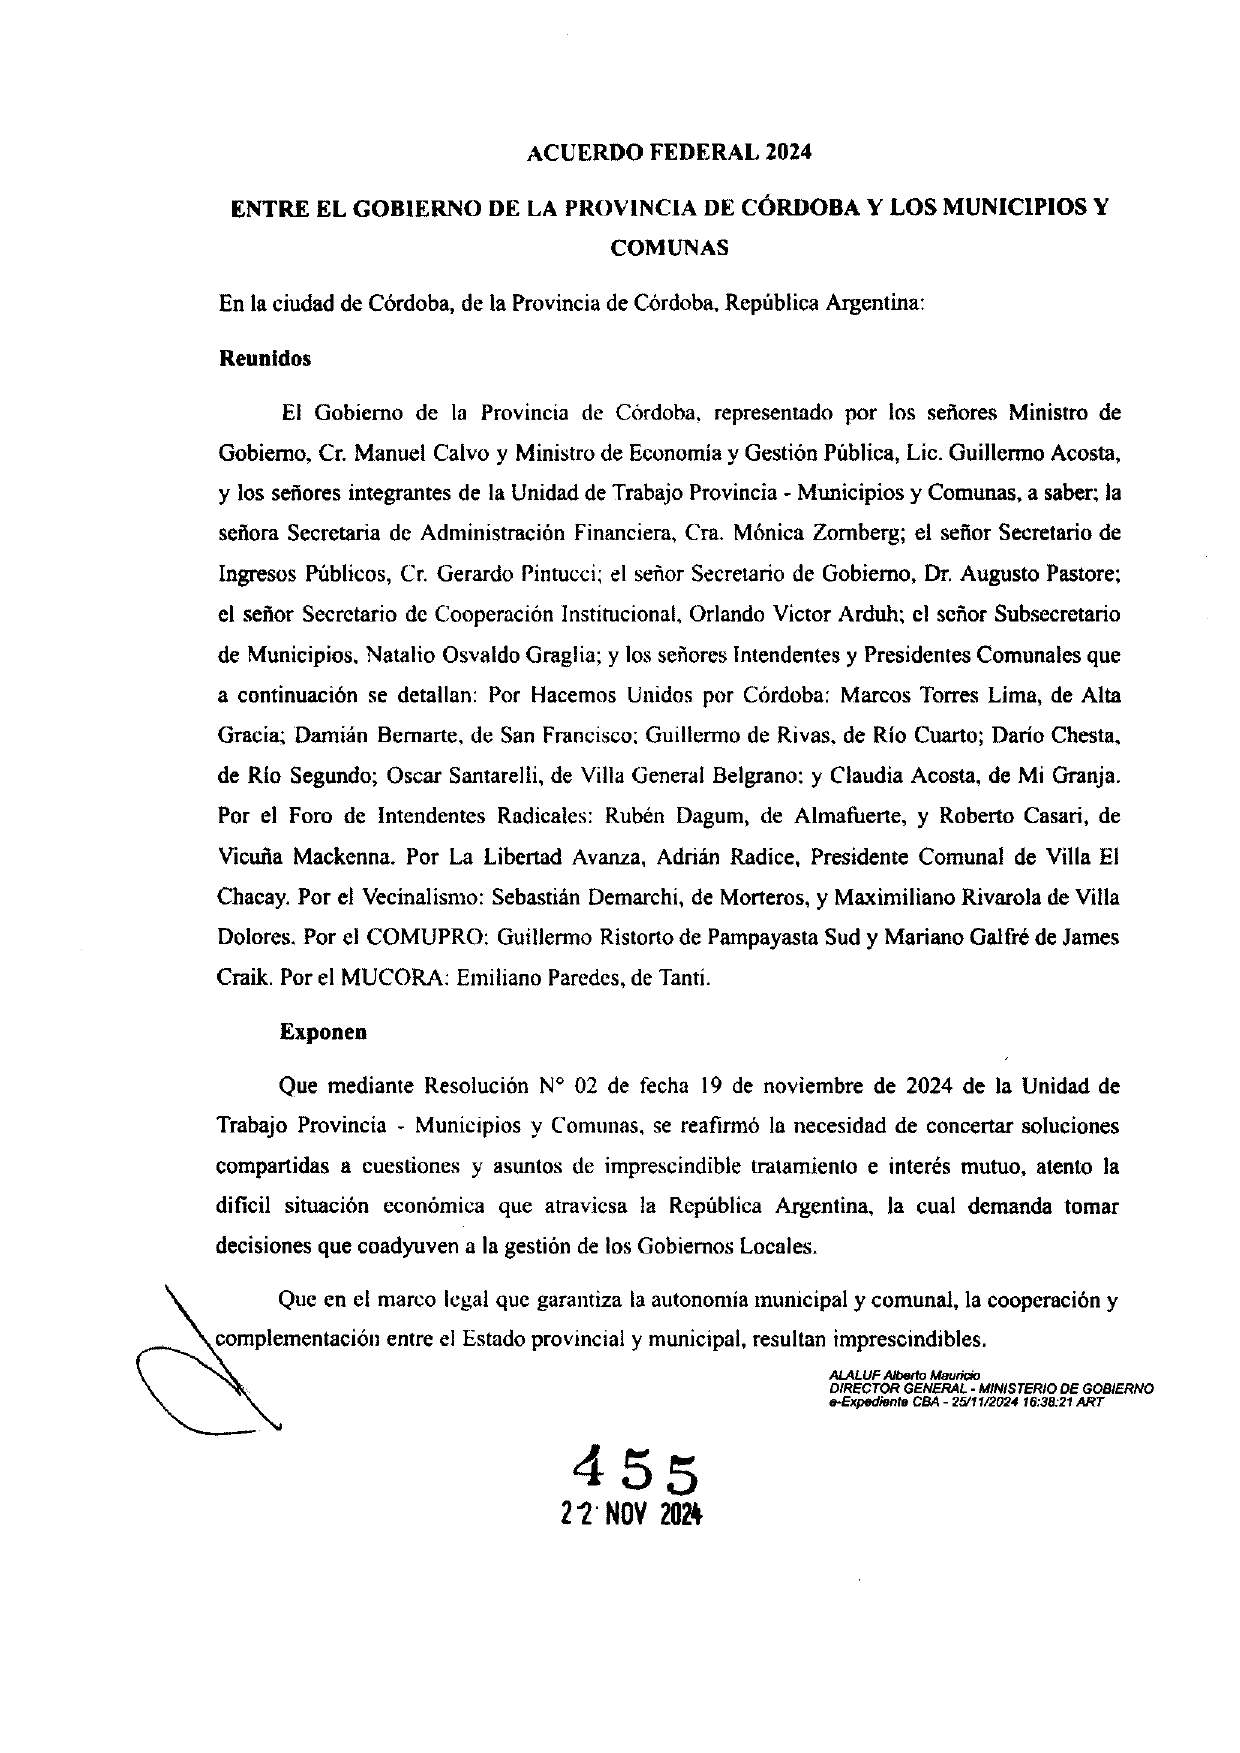 ACUERDO FEDERAL 2024
ENTRE EL GOBIERNO DE LA PROVINCIA DE CÓRDOBA Y LOS MUNICIPIOS Y
COMUNAS
En la ciudad de Córdoba, de la Provincia de Córdoba, República Argentina:
Reunidos
El Gobierno de la Provincia de Córdoba, representado por los señores Ministro de
Gobierno, Cr. Manuel Calvo y Ministro de Economía y Gestión Pública, Lic. Guillermo Acosta,
y los señores integrantes de la Unidad de Trabajo Provincia - Municipios y Comunas, a saber: la
señora Secretaria de Administración Financiera, Cra. Mónica Zornberg; el señor Secretario de
Ingresos Públicos, Cr. Gerardo Pintucci; el señor Secretario de Gobierno, Dr. Augusto Pastore;
el señor Secretario de Cooperación Institucional, Orlando Victor Arduh; el señor Subsecretario
de Municipios, Natalio Osvaldo Graglia; y los señores Intendentes y Presidentes Comunales que
a continuación se detallan: Por Hacemos Unidos por Córdoba: Marcos Torres Lima, de Alta
Gracia; Damián Bernarte, de San Francisco; Guillermo de Rivas, de Río Cuarto; Darío Chesta,
de Río Segundo; Oscar Santarelli, de Villa General Belgrano; y Claudia Acosta, de Mi Granja.
Por el Foro de Intendentes Radicales: Rubén Dagum, de Almafuerte, y Roberto Casari, de
Vicuña Mackenna. Por La Libertad Avanza, Adrián Radice, Presidente Comunal de Villa El
Chacay. Por el Vecinalismo: Sebastián Demarchi, de Morteros, y Maximiliano Rivarola de Villa
Dolores. Por el COMUPRO: Guillermo Ristorto de Pampayasta Sud y Mariano Galfré de James
Craik. Por el MUCORA: Emiliano Paredes, de Tantí.
Exponen
Que mediante Resolución N° 02 de fecha 19 de noviembre de 2024 de la Unidad de
Trabajo Provincia - Municipios y Comunas, se reafirmó la necesidad de concertar soluciones
compartidas a cuestiones y asuntos de imprescindible tratamiento e interés mutuo, atento la
difícil situación económica que atraviesa la República Argentina, la cual demanda tomar
decisiones que coadyuven a la gestión de los Gobiernos Locales.
Que en el marco legal que garantiza la autonomía municipal y comunal, la cooperación y
complementación entre el Estado provincial y municipal, resultan imprescindibles.
ALALUF Alberto Mauricio
DIRECTOR GENERAL - MINISTERIO DE GOBIERNO
e-Expediente CBA - 25/11/2024 16:38:21 ART
455
22 NOV 2024